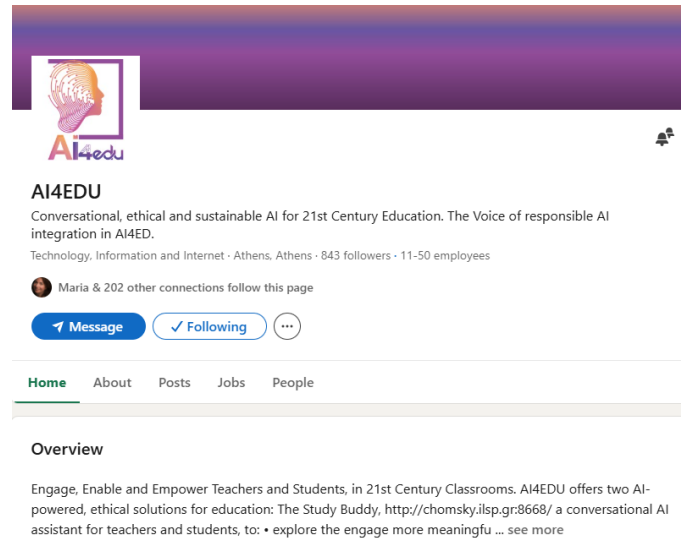 Ai4edu
AI4EDU
Conversational, ethical and sustainable AI for 21st Century Education. The Voice of responsible AI
integration in AI4ED.
Technology, Information and Internet · Athens, Athens · 843 followers · 11-50 employees
Maria & 202 other connections follow this page
Message
✓ Following
Home About Posts Jobs People
Overview
Engage, Enable and Empower Teachers and Students, in 21st Century Classrooms. AI4EDU offers two AI-
powered, ethical solutions for education: The Study Buddy, http://chomsky.ilsp.gr:8668/ a conversational AI
assistant for teachers and students, to: • explore the engage more meaningfu ... see more